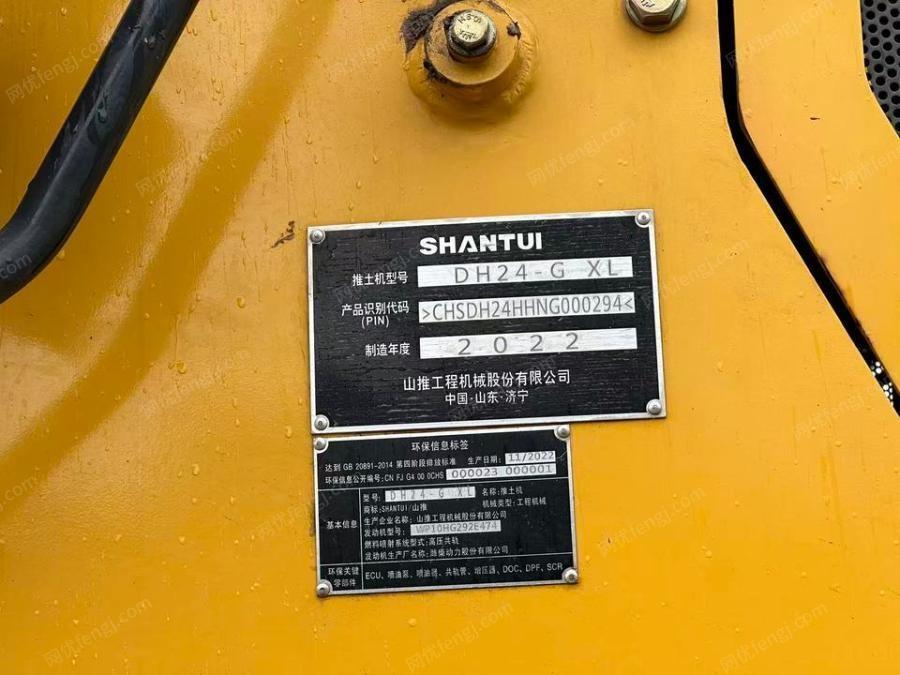 SHANTUI
推土机型号 DH24-G XL
产品识别代码 >CHSDH24HHNG000294<
(PIN)
制造年度 2022
山推工程机械股份有限公司
中国·山东·济宁
环保信息标签
达到 GB 20891-2014 第四阶段排放标准 生产日期: 11/2022
环保信息公开编号: CN FJ G4 00 0CHS 000023 000001
基本信息
型号: DH24-G XL 名称: 推土机
商标: SHANTUI/山推 机械类型: 工程机械
生产企业名称: 山推工程机械股份有限公司
发动机型号: WP10HG292E474
燃料喷射系统型式: 高压共轨
发动机生产厂名称: 潍柴动力股份有限公司
环保关键
零部件
ECU、喷油泵、喷油器、共轨管、增压器、DOC、DPF、SCR
网优fengj.com